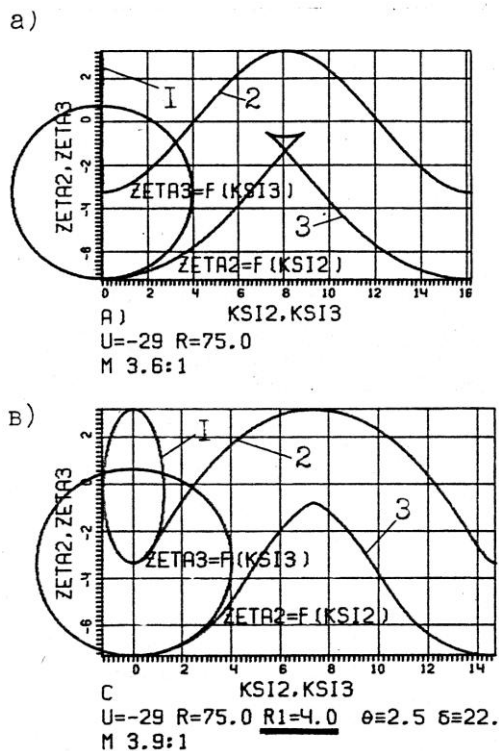 a)
2
0
-2
-4
-6
ZETA2, ZETA3
I
2
3
ZETA3=F(KSI3)
ZETA2=F(KSI2)
0 2 4 6 8 10 12 14 16
A) KSI2, KSI3
U=-29 R=75.0
M 3.6:1
в)
2
0
-2
-4
-6
ZETA2, ZETA3
I
2
3
ZETA3=F(KSI3)
ZETA2=F(KSI2)
0 2 4 6 8 10 12 14
KSI2, KSI3
C
U=-29 R=75.0 R1=4.0 θ≡2.5 δ≡22.
M 3.9:1